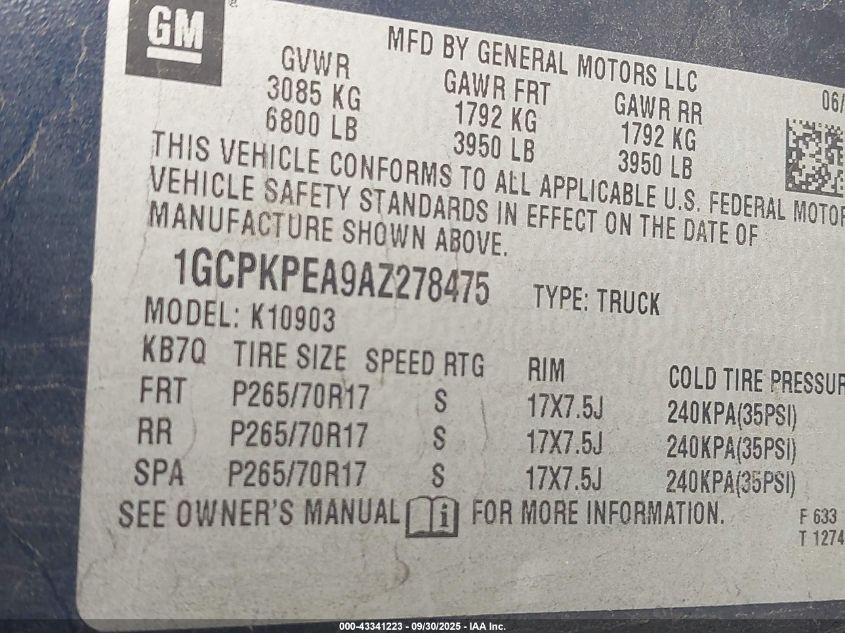 GM
MFD BY GENERAL MOTORS LLC
06/
GVWR GAWR FRT GAWR RR
3085 KG 1792 KG 1792 KG
6800 LB 3950 LB 3950 LB
THIS VEHICLE CONFORMS TO ALL APPLICABLE U.S. FEDERAL MOTOR
VEHICLE SAFETY STANDARDS IN EFFECT ON THE DATE OF
MANUFACTURE SHOWN ABOVE.
1GCPKPEA9AZ278475 TYPE: TRUCK
MODEL: K10903
KB7Q TIRE SIZE SPEED RTG RIM COLD TIRE PRESSUR
FRT P265/70R17 S 17X7.5J 240KPA(35PSI)
RR P265/70R17 S 17X7.5J 240KPA(35PSI)
SPA P265/70R17 S 17X7.5J 240KPA(35PSI)
SEE OWNER'S MANUAL i FOR MORE INFORMATION.
F 633
T 1274
000-43341223 - 09/30/2025 - IAA Inc.